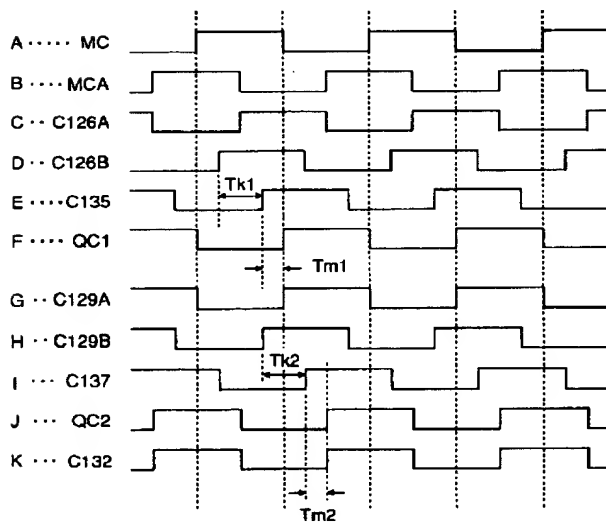 A ····· MC
B ···· MCA
C ·· C126A
D ·· C126B
Tk1
E ···· C135
F ···· QC1
Tm1
G ·· C129A
H ·· C129B
Tk2
I ··· C137
J ··· QC2
K ··· C132
Tm2